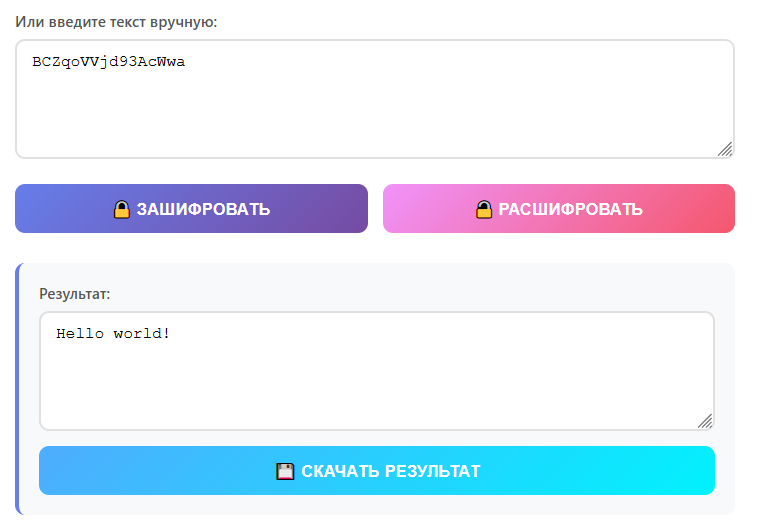 Или введите текст вручную:
BCZqoVVjd93AcWwa
ЗАШИФРОВАТЬ
РАСШИФРОВАТЬ
Результат:
Hello world!
СКАЧАТЬ РЕЗУЛЬТАТ